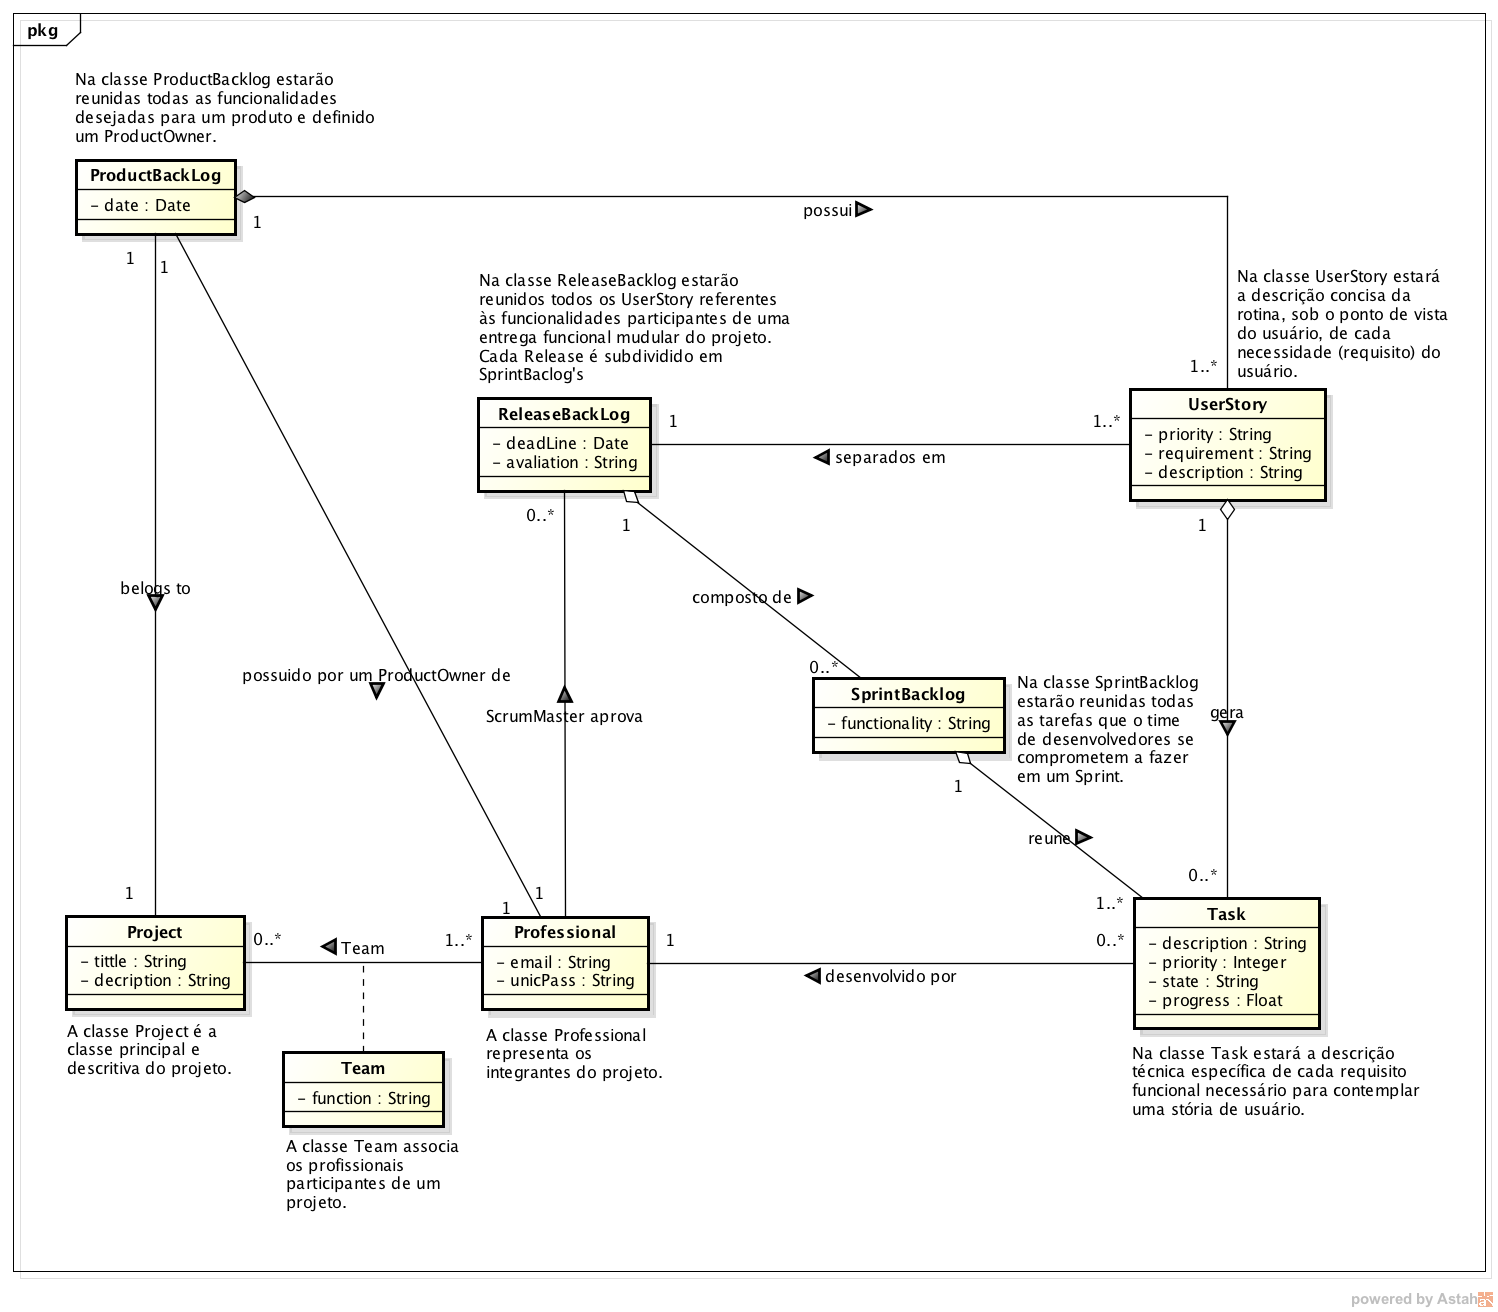 pkg
Na classe ProductBacklog estarão
reunidas todas as funcionalidades
desejadas para um produto e definido
um ProductOwner.
ProductBackLog
- date : Date
1
possui
1
1
Na classe ReleaseBacklog estarão
reunidos todos os UserStory referentes
às funcionalidades participantes de uma
entrega funcional mudular do projeto.
Cada Release é subdividido em
SprintBaclog's
Na classe UserStory estará
a descrição concisa da
rotina, sob o ponto de vista
do usuário, de cada
necessidade (requisito) do
usuário.
1..*
ReleaseBackLog
- deadLine : Date
- avaliation : String
1
1..*
separados em
UserStory
- priority : String
- requirement : String
- description : String
0..*
1
1
belogs to
composto de
0..*
possuido por um ProductOwner de
ScrumMaster aprova
SprintBacklog
- functionality : String
Na classe SprintBacklog
estarão reunidas todas
as tarefas que o time
de desenvolvedores se
comprometem a fazer
em um Sprint.
gera
1
reune
0..*
1
1
1
1..*
Project
- tittle : String
- decription : String
0..*
Team
1..*
Professional
- email : String
- unicPass : String
1
0..*
desenvolvido por
Task
- description : String
- priority : Integer
- state : String
- progress : Float
A classe Project é a
classe principal e
descritiva do projeto.
A classe Professional
representa os
integrantes do projeto.
Na classe Task estará a descrição
técnica específica de cada requisito
funcional necessário para contemplar
uma stória de usuário.
Team
- function : String
A classe Team associa
os profissionais
participantes de um
projeto.
powered by Astah